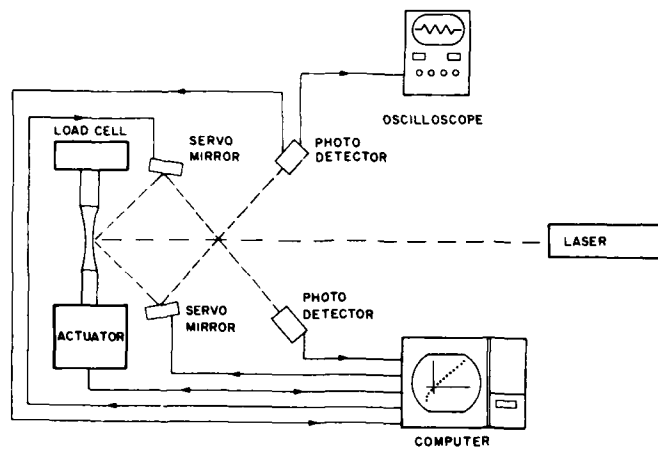 OSCILLOSCOPE
LOAD CELL
SERVO
MIRROR
PHOTO
DETECTOR
LASER
SERVO
MIRROR
PHOTO
DETECTOR
ACTUATOR
COMPUTER